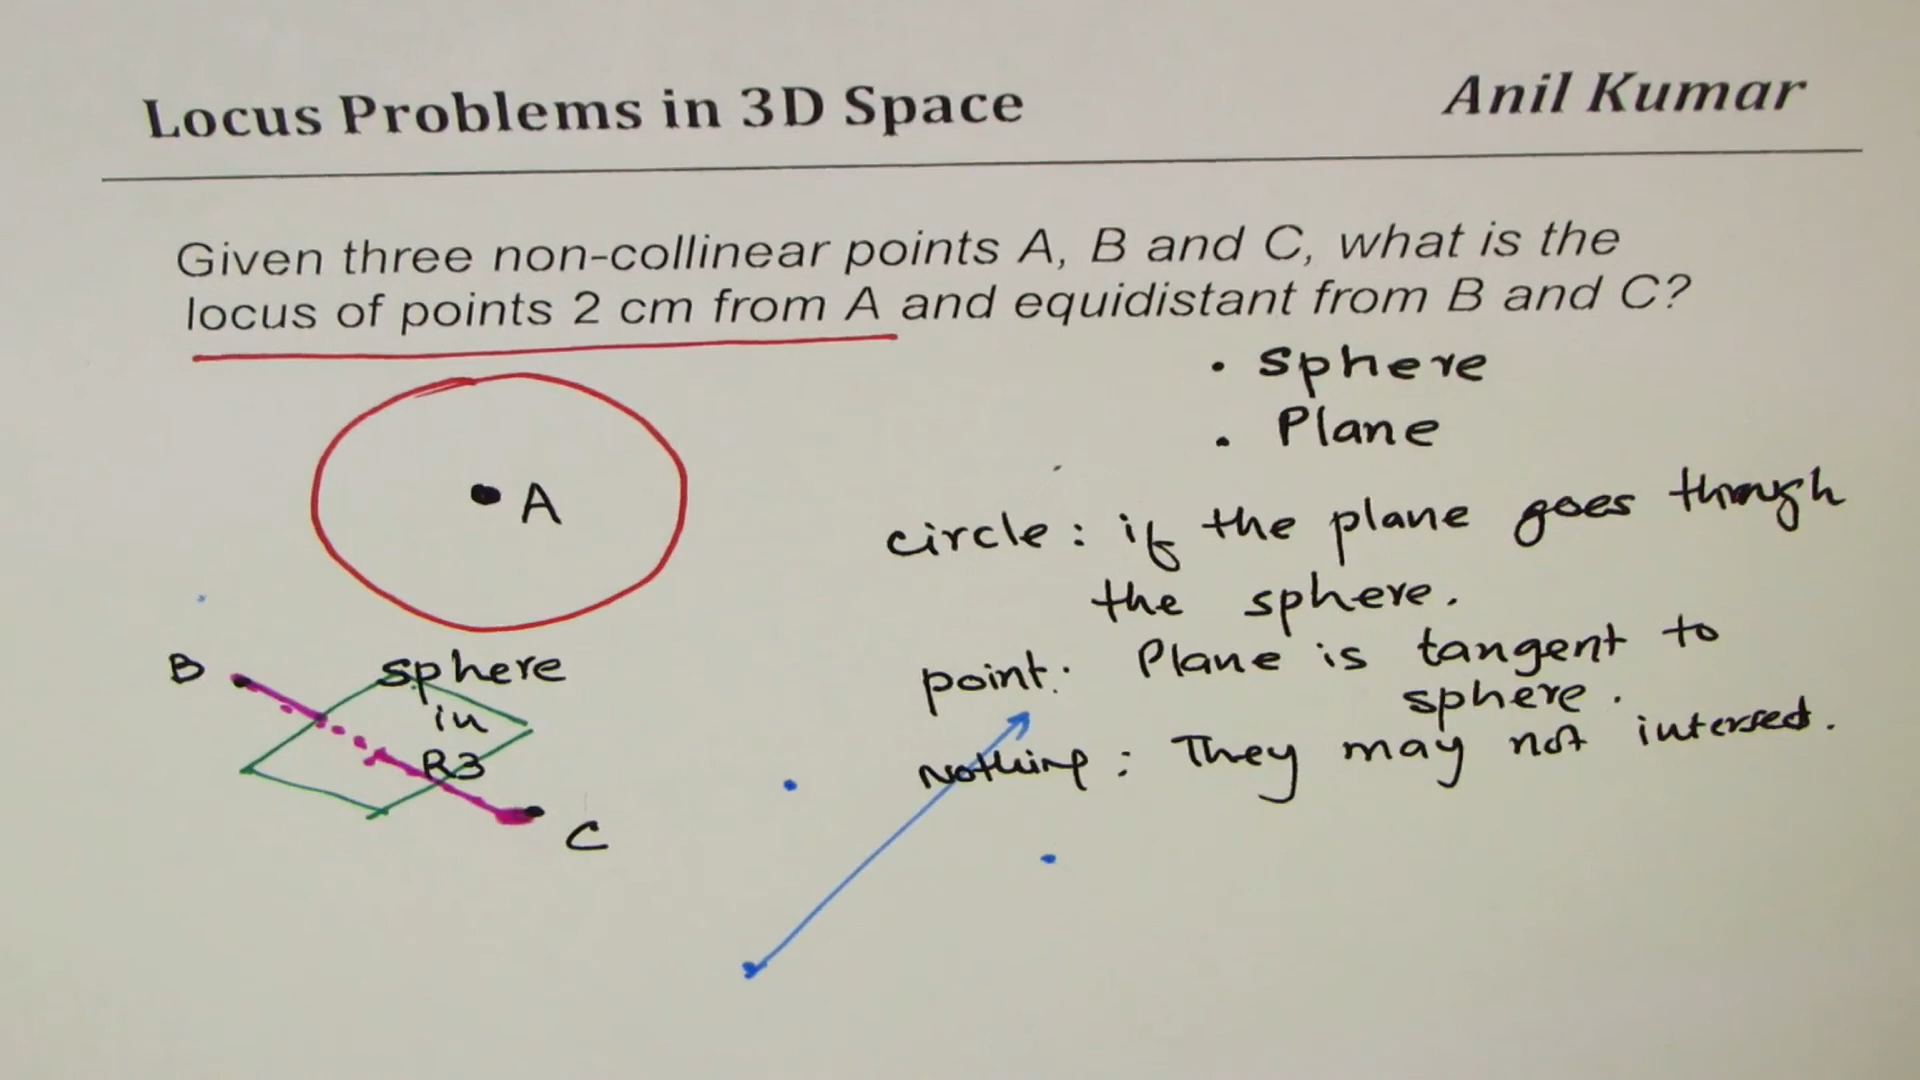 Locus Problems in 3D Space
Anil Kumar
Given three non-collinear points A, B and C, what is the
locus of points 2 cm from A and equidistant from B and C?
• Sphere
• Plane
A
circle : if the plane goes through
the sphere.
point. Plane is tangent to
sphere.
Nothing : They may not intersect.
B
sphere
in
R3
C